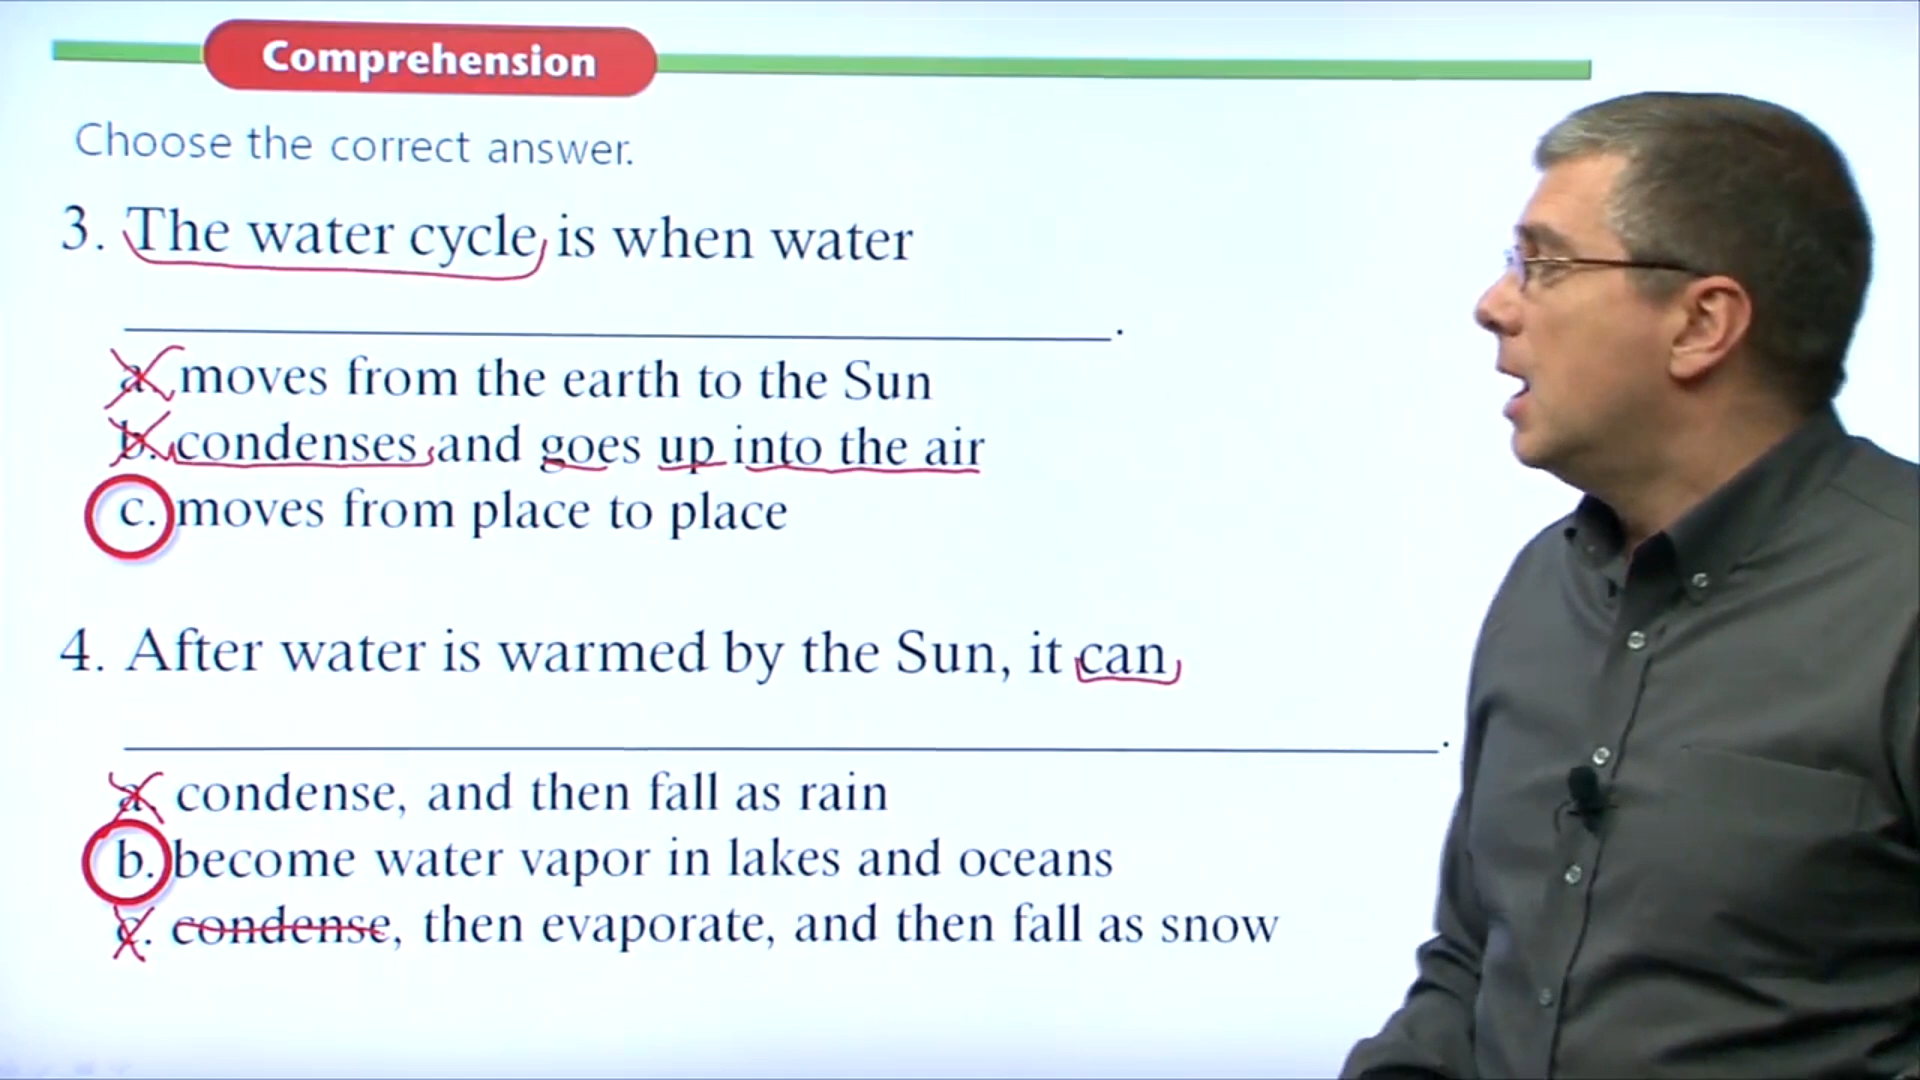 Comprehension
Choose the correct answer.
3. The water cycle is when water
.
a. moves from the earth to the Sun
b. condenses and goes up into the air
c. moves from place to place
4. After water is warmed by the Sun, it can
.
a. condense, and then fall as rain
b. become water vapor in lakes and oceans
c. condense, then evaporate, and then fall as snow